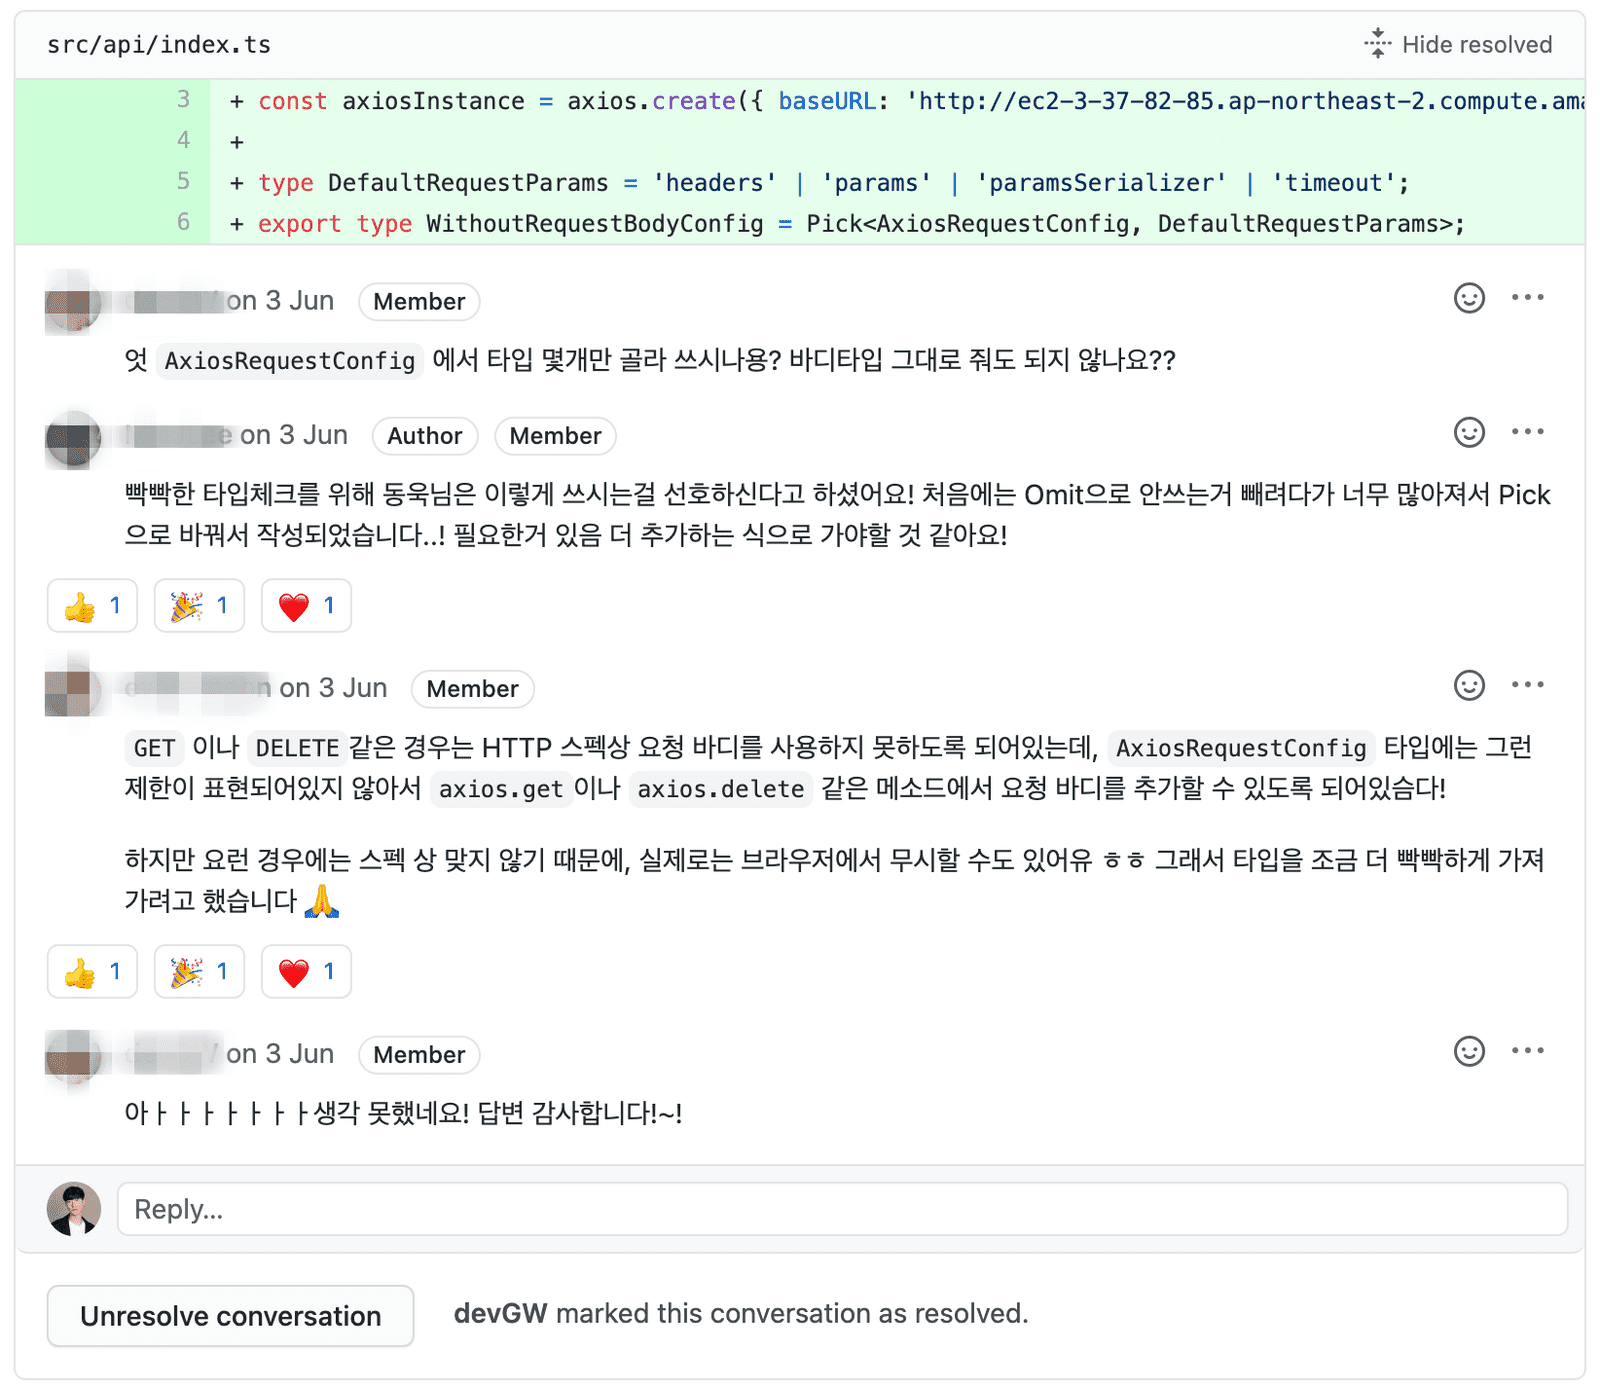 src/api/index.ts
Hide resolved
3 + const axiosInstance = axios.create({ baseURL: 'http://ec2-3-37-82-85.ap-northeast-2.compute.ama
4 +
5 + type DefaultRequestParams = 'headers' | 'params' | 'paramsSerializer' | 'timeout';
6 + export type WithoutRequestBodyConfig = Pick<AxiosRequestConfig, DefaultRequestParams>;
on 3 Jun Member
엇 AxiosRequestConfig 에서 타입 몇개만 골라 쓰시나용? 바디타입 그대로 줘도 되지 않나요??
on 3 Jun Author Member
빡빡한 타입체크를 위해 동욱님은 이렇게 쓰시는걸 선호하신다고 하셨어요! 처음에는 Omit으로 안쓰는거 빼려다가 너무 많아져서 Pick
으로 바꿔서 작성되었습니다..! 필요한거 있음 더 추가하는 식으로 가야할 것 같아요!
👍 1 🎉 1 ❤️ 1
on 3 Jun Member
GET 이나 DELETE 같은 경우는 HTTP 스펙상 요청 바디를 사용하지 못하도록 되어있는데, AxiosRequestConfig 타입에는 그런
제한이 표현되어있지 않아서 axios.get 이나 axios.delete 같은 메소드에서 요청 바디를 추가할 수 있도록 되어있슴다!
하지만 요런 경우에는 스펙 상 맞지 않기 때문에, 실제로는 브라우저에서 무시할 수도 있어유 ㅎㅎ 그래서 타입을 조금 더 빡빡하게 가져
가려고 했습니다 🙏
👍 1 🎉 1 ❤️ 1
on 3 Jun Member
아ㅏㅏㅏㅏㅏㅏㅏ생각 못했네요! 답변 감사합니다!~!
Reply...
Unresolve conversation
devGW marked this conversation as resolved.